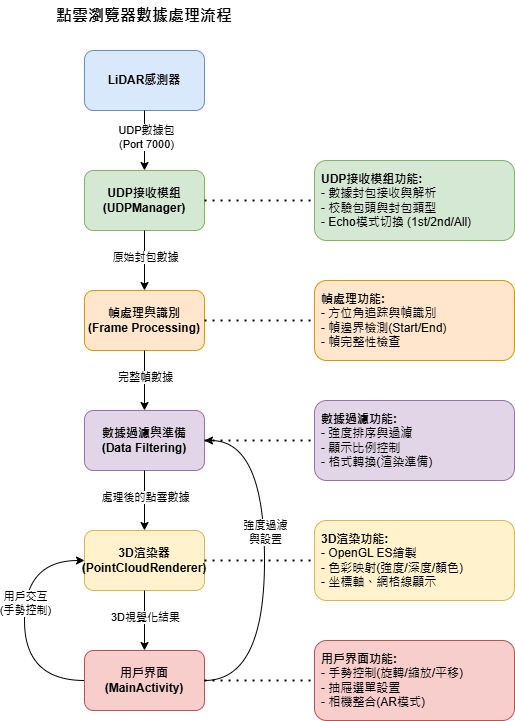 點雲瀏覽器數據處理流程
LiDAR感測器
UDP數據包
(Port 7000)
UDP接收模組
(UDPManager)
UDP接收模組功能:
- 數據封包接收與解析
- 校驗包頭與封包類型
- Echo模式切換 (1st/2nd/All)
原始封包數據
幀處理與識別
(Frame Processing)
幀處理功能:
- 方位角追踪與幀識別
- 幀邊界檢測(Start/End)
- 幀完整性檢查
完整幀數據
數據過濾與準備
(Data Filtering)
數據過濾功能:
- 強度排序與過濾
- 顯示比例控制
- 格式轉換(渲染準備)
處理後的點雲數據
強度過濾
與設置
3D渲染器
(PointCloudRenderer)
3D渲染功能:
- OpenGL ES繪製
- 色彩映射(強度/深度/顏色)
- 坐標軸、網格線顯示
用戶交互
(手勢控制)
3D視覺化結果
用戶界面
(MainActivity)
用戶界面功能:
- 手勢控制(旋轉/縮放/平移)
- 抽屜選單設置
- 相機整合(AR模式)